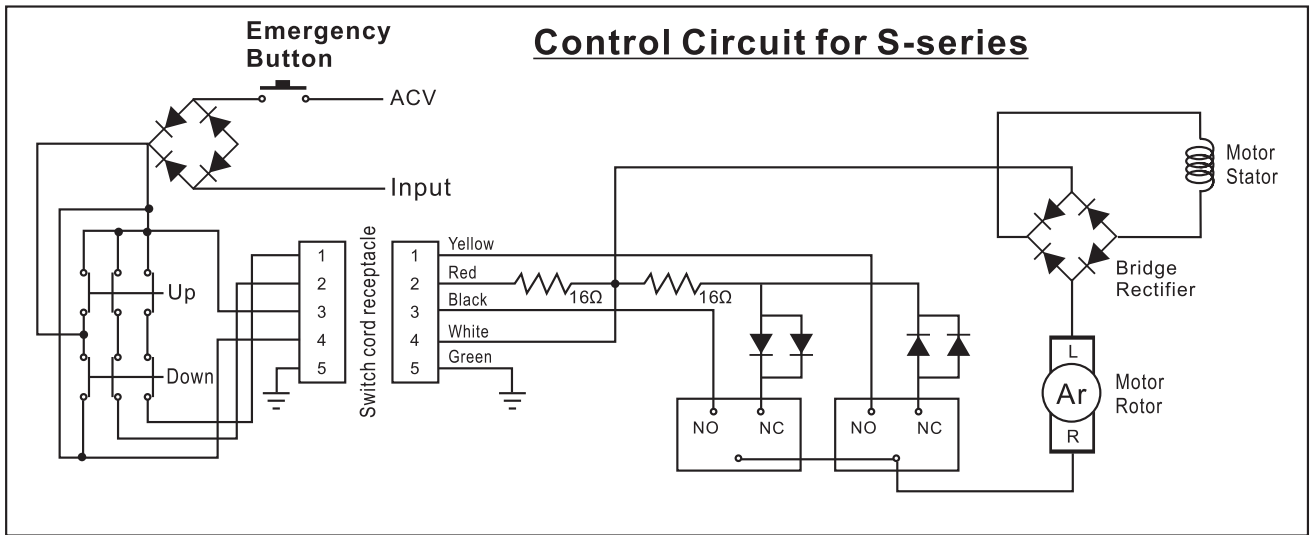 Emergency
Button
Control Circuit for S-series
ACV
Input
Motor
Stator
Bridge
Rectifier
Up
Down
1
2
3
4
5
Switch cord receptacle
1
2
3
4
5
Yellow
Red
Black
White
Green
16Ω
16Ω
NO
NC
NO
NC
L
Ar
R
Motor
Rotor